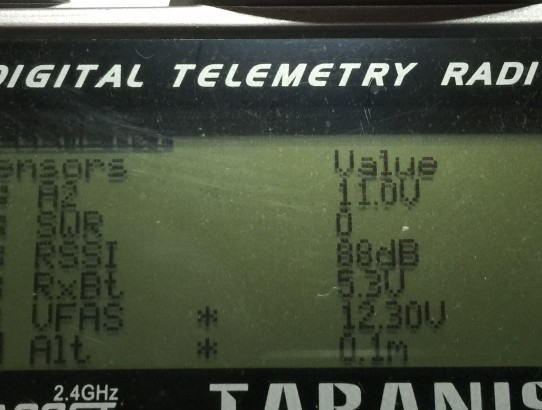 DIGITAL TELEMETRY RADI
ensors Value
A2 11.0V
SWR 0
RSSI 88dB
RxBt 5.3V
VFAS * 12.30V
Alt * 0.1m
2.4GHz
TARANIS